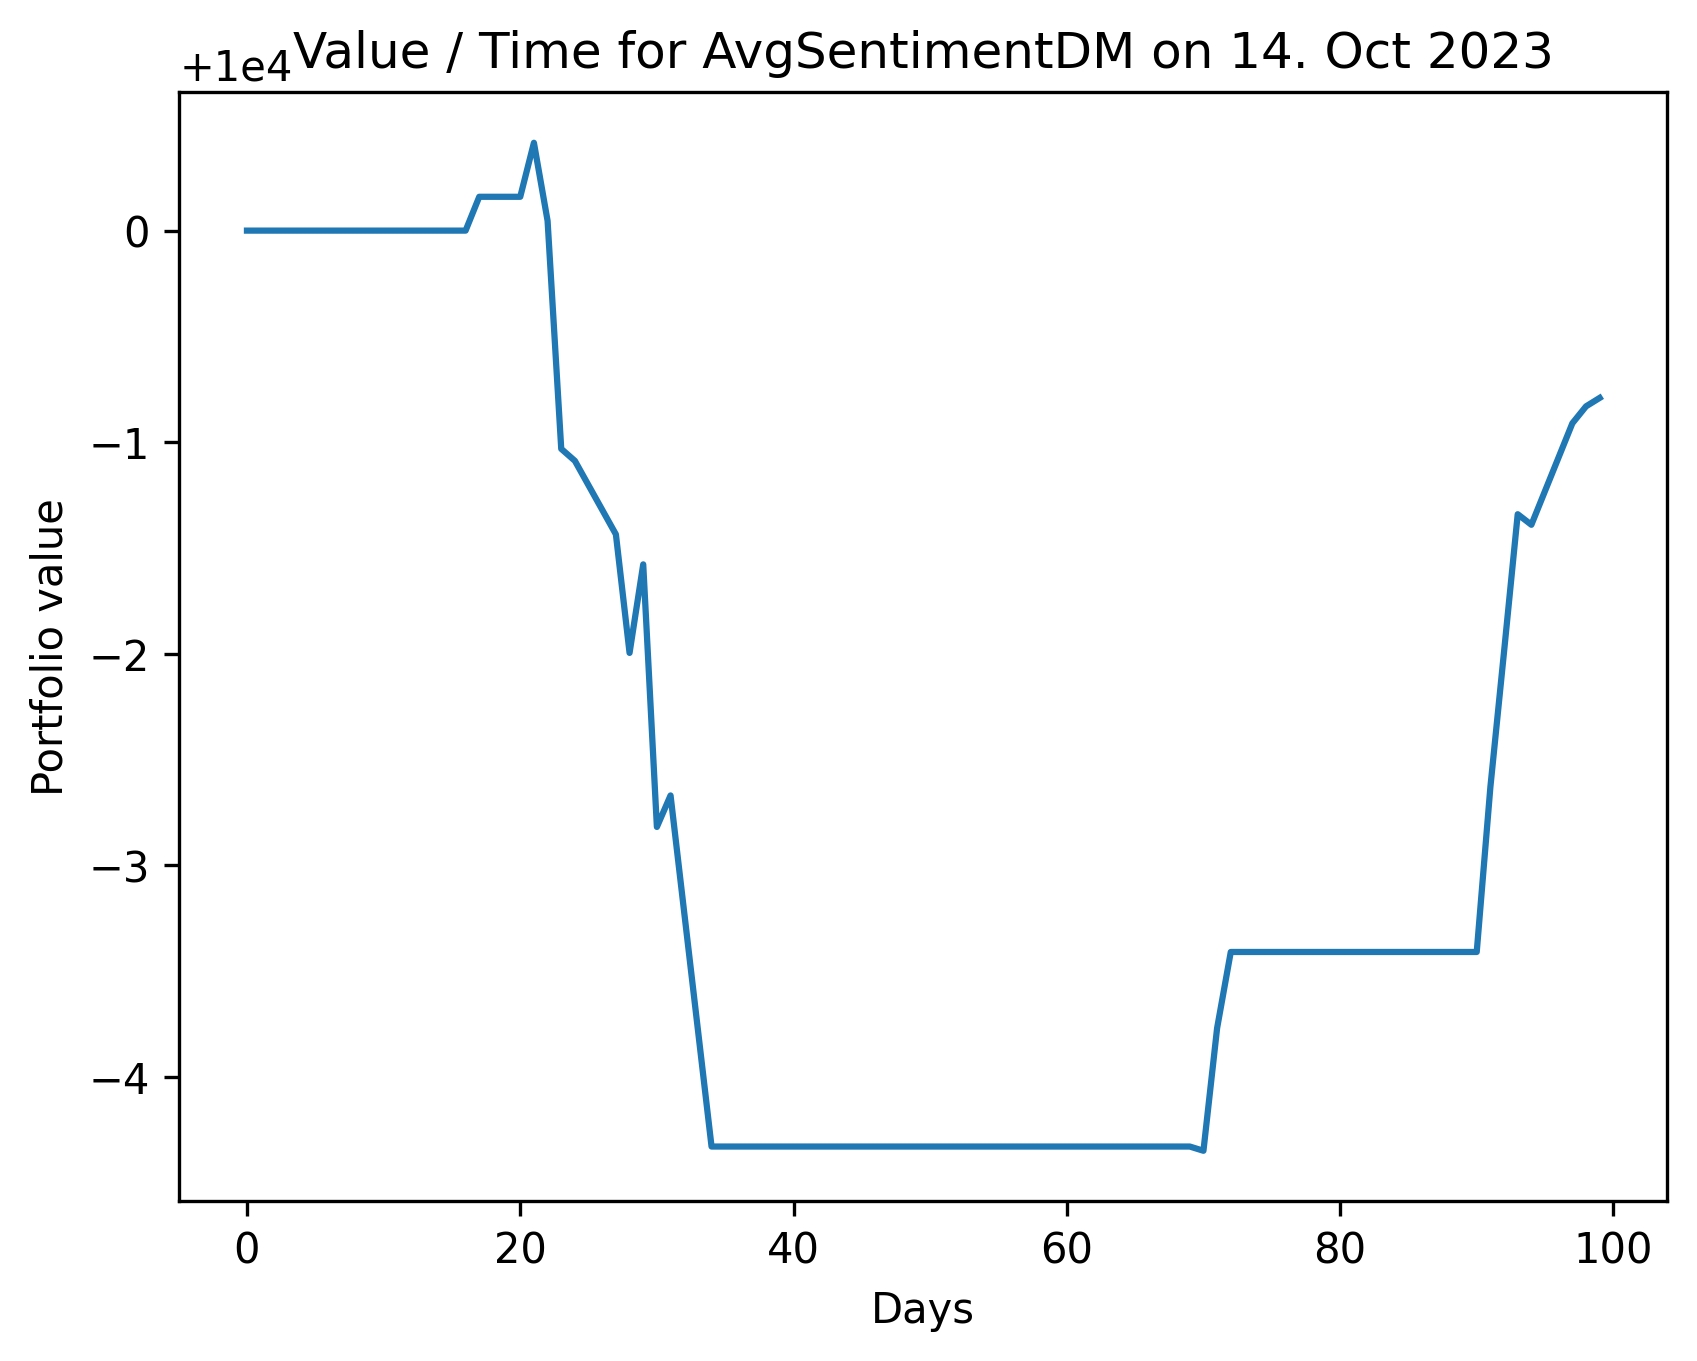 Value / Time for AvgSentimentDM on 14. Oct 2023
+1e4
Portfolio value
0
−1
−2
−3
−4
0 20 40 60 80 100
Days